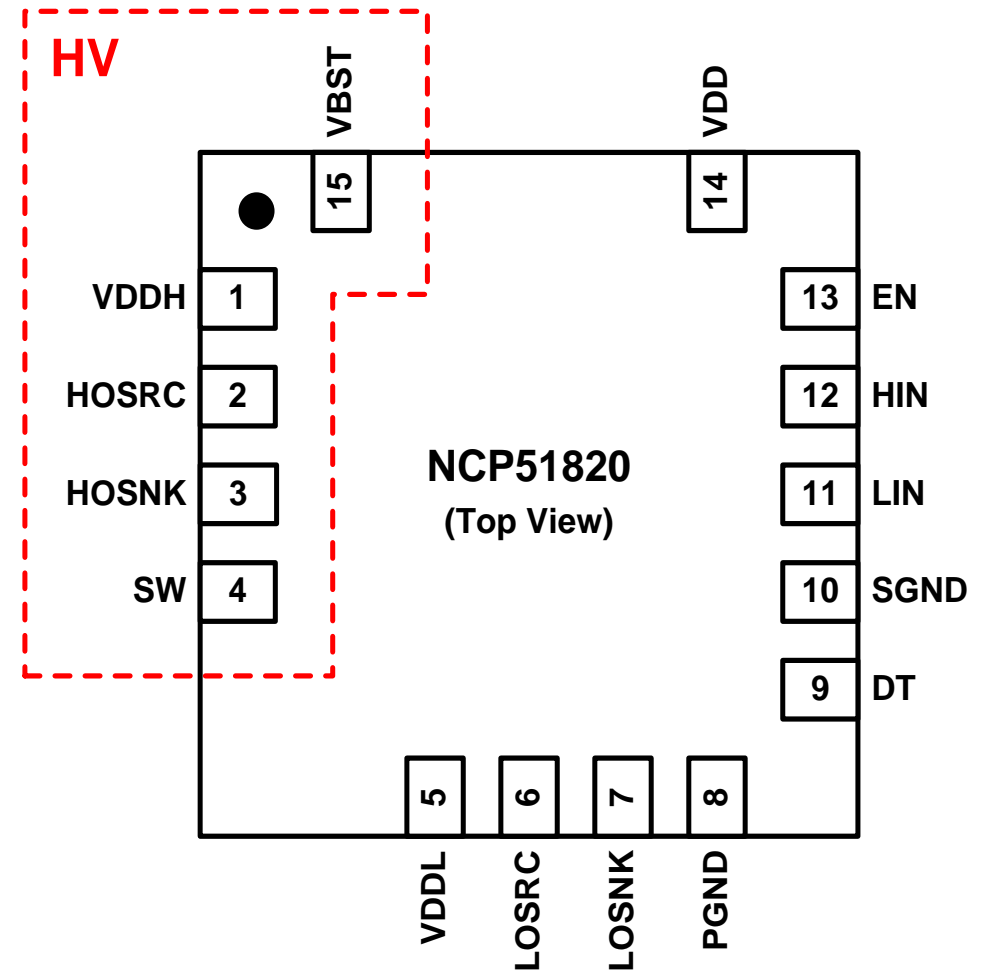 HV
VBST
VDD
15
14
VDDH 1
13 EN
HOSRC 2
12 HIN
NCP51820
(Top View)
HOSNK 3
11 LIN
SW 4
10 SGND
9 DT
5
6
7
8
VDDL
LOSRC
LOSNK
PGND